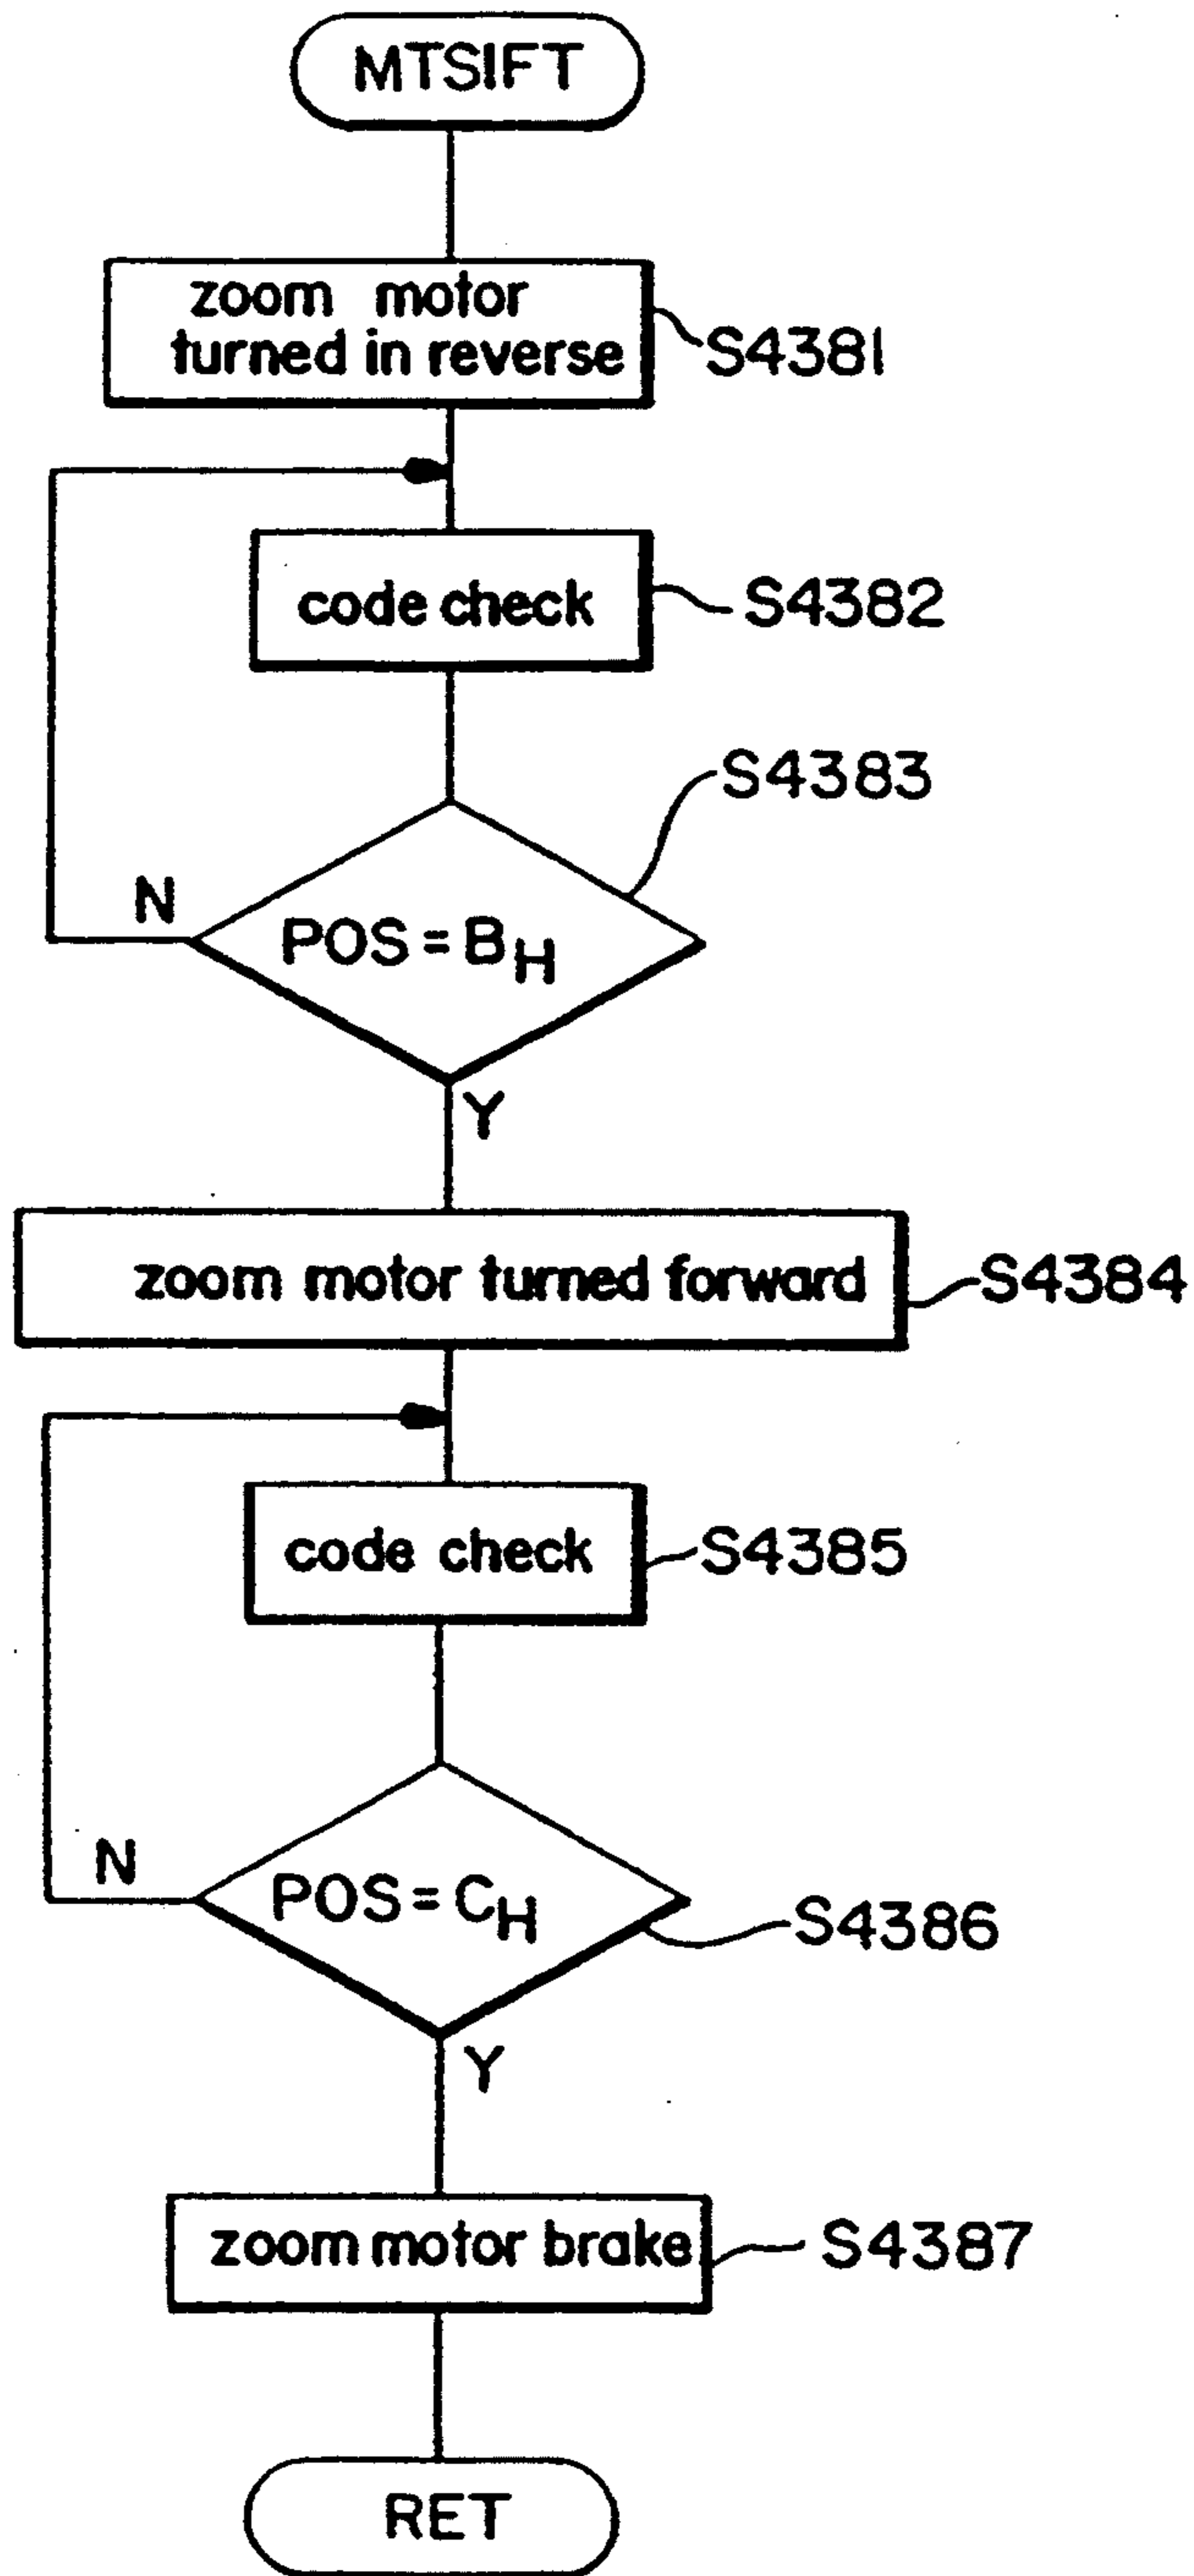 MTSIFT
zoom motor
turned in reverse
S4381
code check
S4382
S4383
N
POS = BH
Y
zoom motor turned forward
S4384
code check
S4385
N
POS = CH
S4386
Y
zoom motor brake
S4387
RET